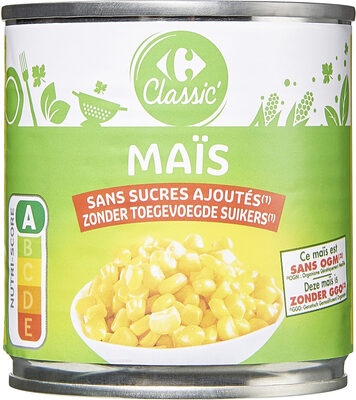 Classic'
MAÏS
SANS SUCRES AJOUTÉS(1)
ZONDER TOEGEVOEGDE SUIKERS(1)
NUTRI-SCORE
A
B
C
D
E
Ce maïs est
SANS OGM(2)
Deze maïs is
ZONDER GGO(2)